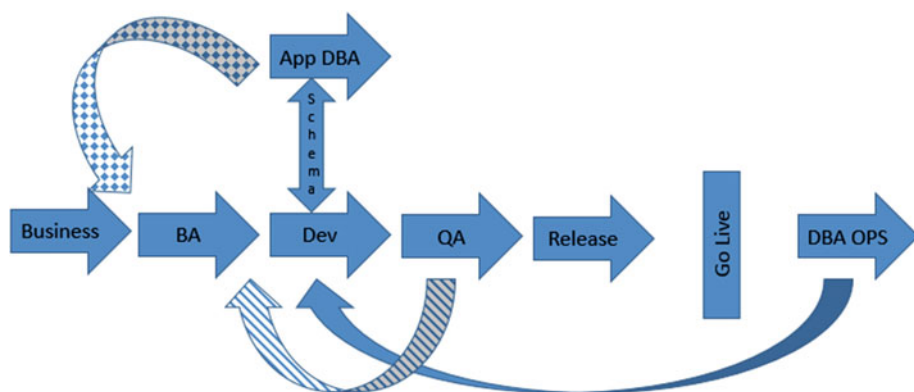 App DBA
Schema
Business
BA
Dev
QA
Release
Go Live
DBA OPS